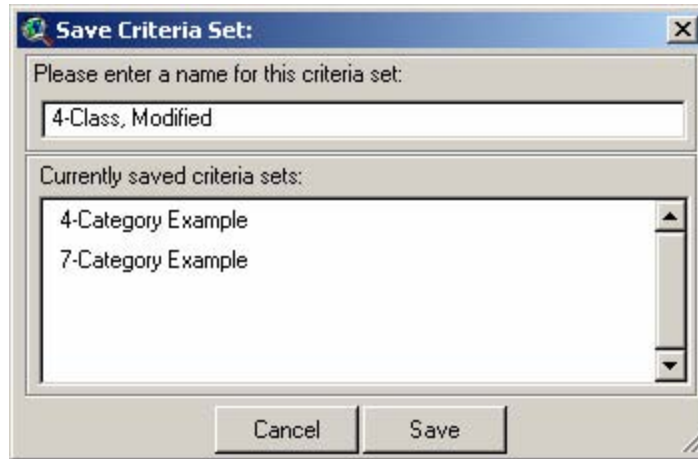 Save Criteria Set:
Please enter a name for this criteria set:
4-Class, Modified
Currently saved criteria sets:
4-Category Example
7-Category Example
Cancel Save